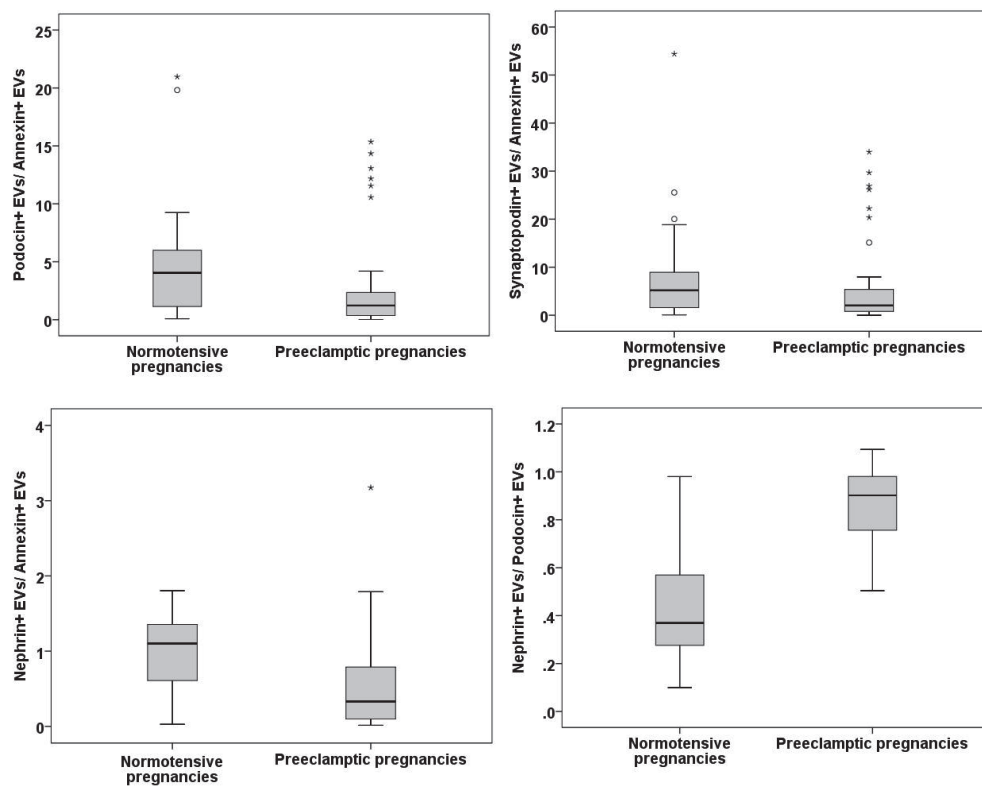 Podocin+ EVs/ Annexin+ EVs
25
20
15
10
5
0
*
*
*
*
*
*
*
Normotensive
pregnancies
Preeclamptic pregnancies
Synaptopodin+ EVs/ Annexin+ EVs
60
50
40
30
20
10
0
*
*
*
*
*
*
*
Normotensive
pregnancies
Preeclamptic pregnancies
Nephrin+ EVs/ Annexin+ EVs
4
3
2
1
0
*
Normotensive
pregnancies
Preeclamptic pregnancies
Nephrin+ EVs/ Podocin+ EVs
1.2
1.0
.8
.6
.4
.2
.0
Normotensive
pregnancies
Preeclamptic pregnancies